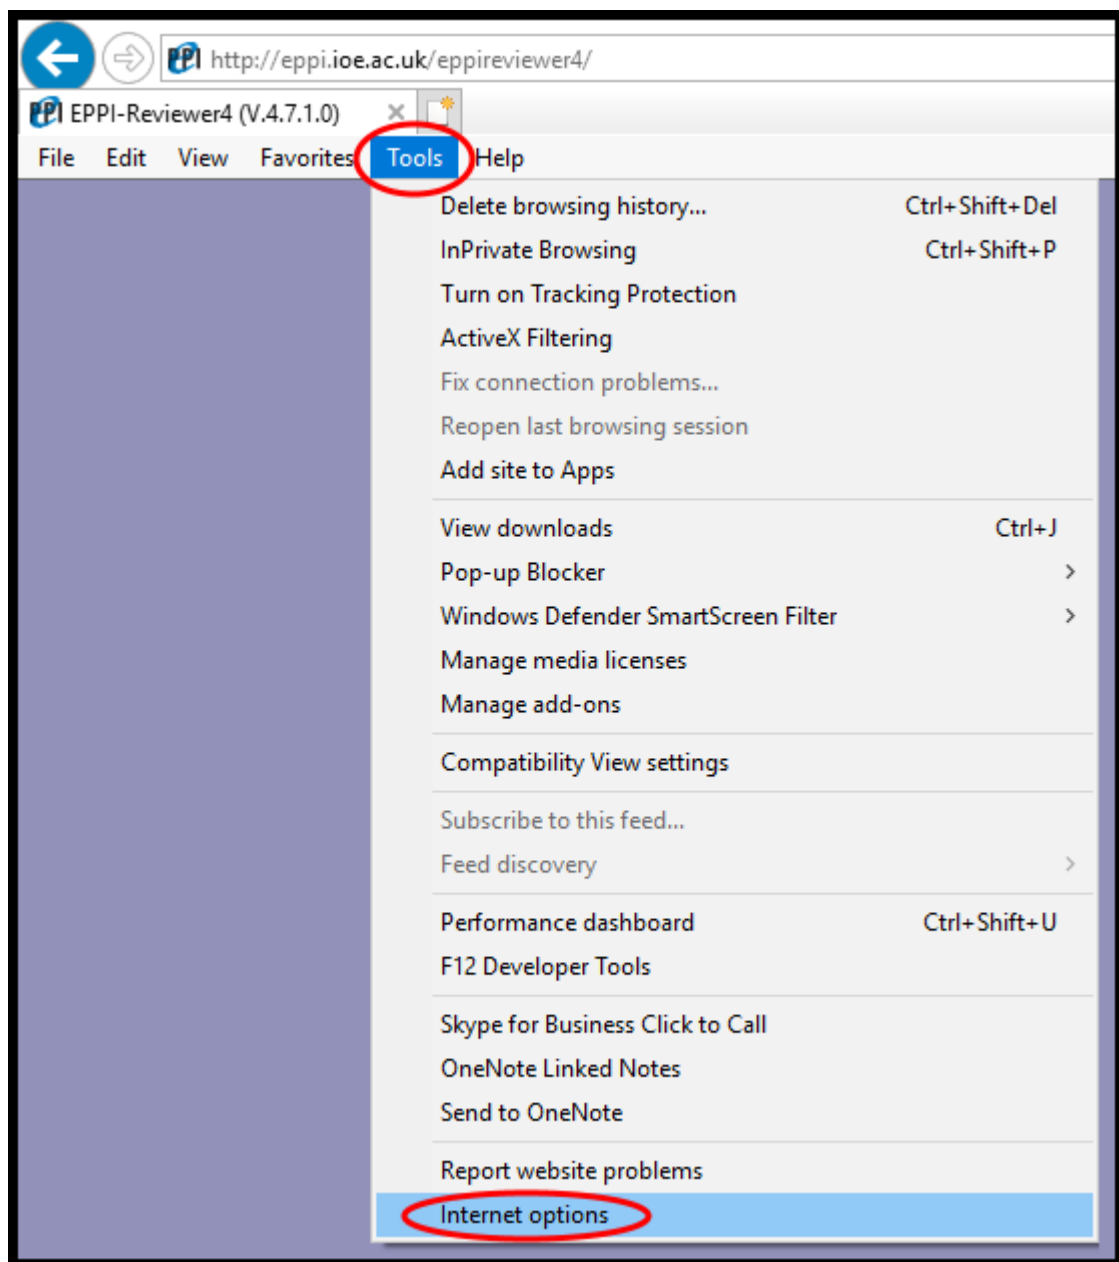 EPPI http://eppi.ioe.ac.uk/eppireviewer4/
EPPI EPPI-Reviewer4 (V.4.7.1.0)
File Edit View Favorites Tools Help
Delete browsing history... Ctrl+Shift+Del
InPrivate Browsing Ctrl+Shift+P
Turn on Tracking Protection
ActiveX Filtering
Fix connection problems...
Reopen last browsing session
Add site to Apps
View downloads Ctrl+J
Pop-up Blocker
Windows Defender SmartScreen Filter
Manage media licenses
Manage add-ons
Compatibility View settings
Subscribe to this feed...
Feed discovery
Performance dashboard Ctrl+Shift+U
F12 Developer Tools
Skype for Business Click to Call
OneNote Linked Notes
Send to OneNote
Report website problems
Internet options